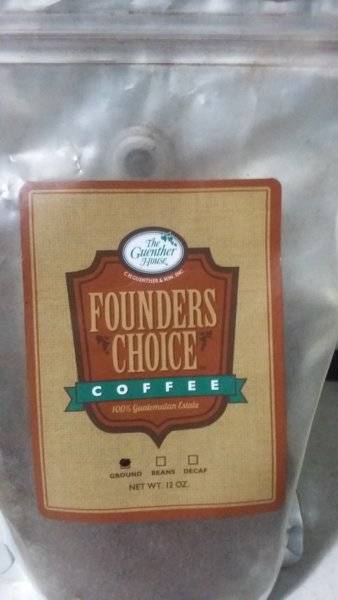 The
Guenther
House
C.H. GUENTHER & SON, INC.
FOUNDERS
CHOICE
COFFEE
100% Guatemalan Estate
GROUND BEANS DECAF
NET WT. 12 OZ.